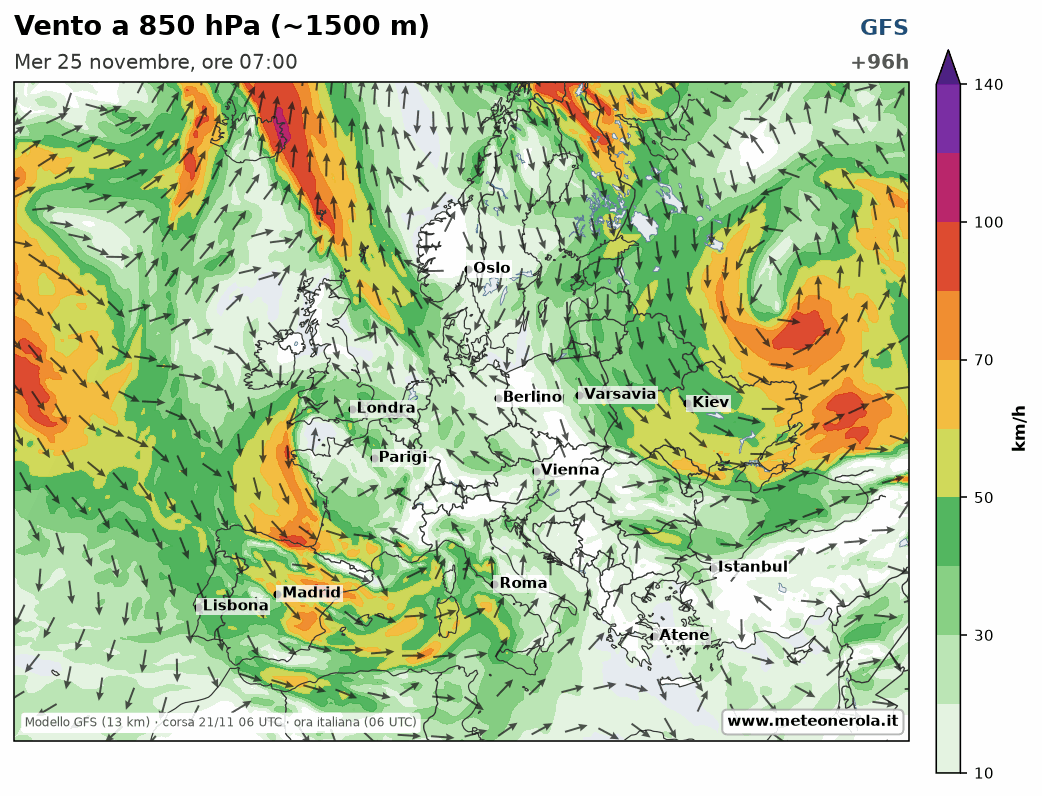 Vento a 850 hPa (~1500 m)
GFS
Mer 25 novembre, ore 07:00
+96h
140
100
70
50
30
10
km/h
Oslo
Berlino
Varsavia
Kiev
Londra
Parigi
Vienna
Istanbul
Roma
Madrid
Lisbona
Atene
Modello GFS (13 km) · corsa 21/11 06 UTC · ora italiana (06 UTC)
www.meteonerola.it